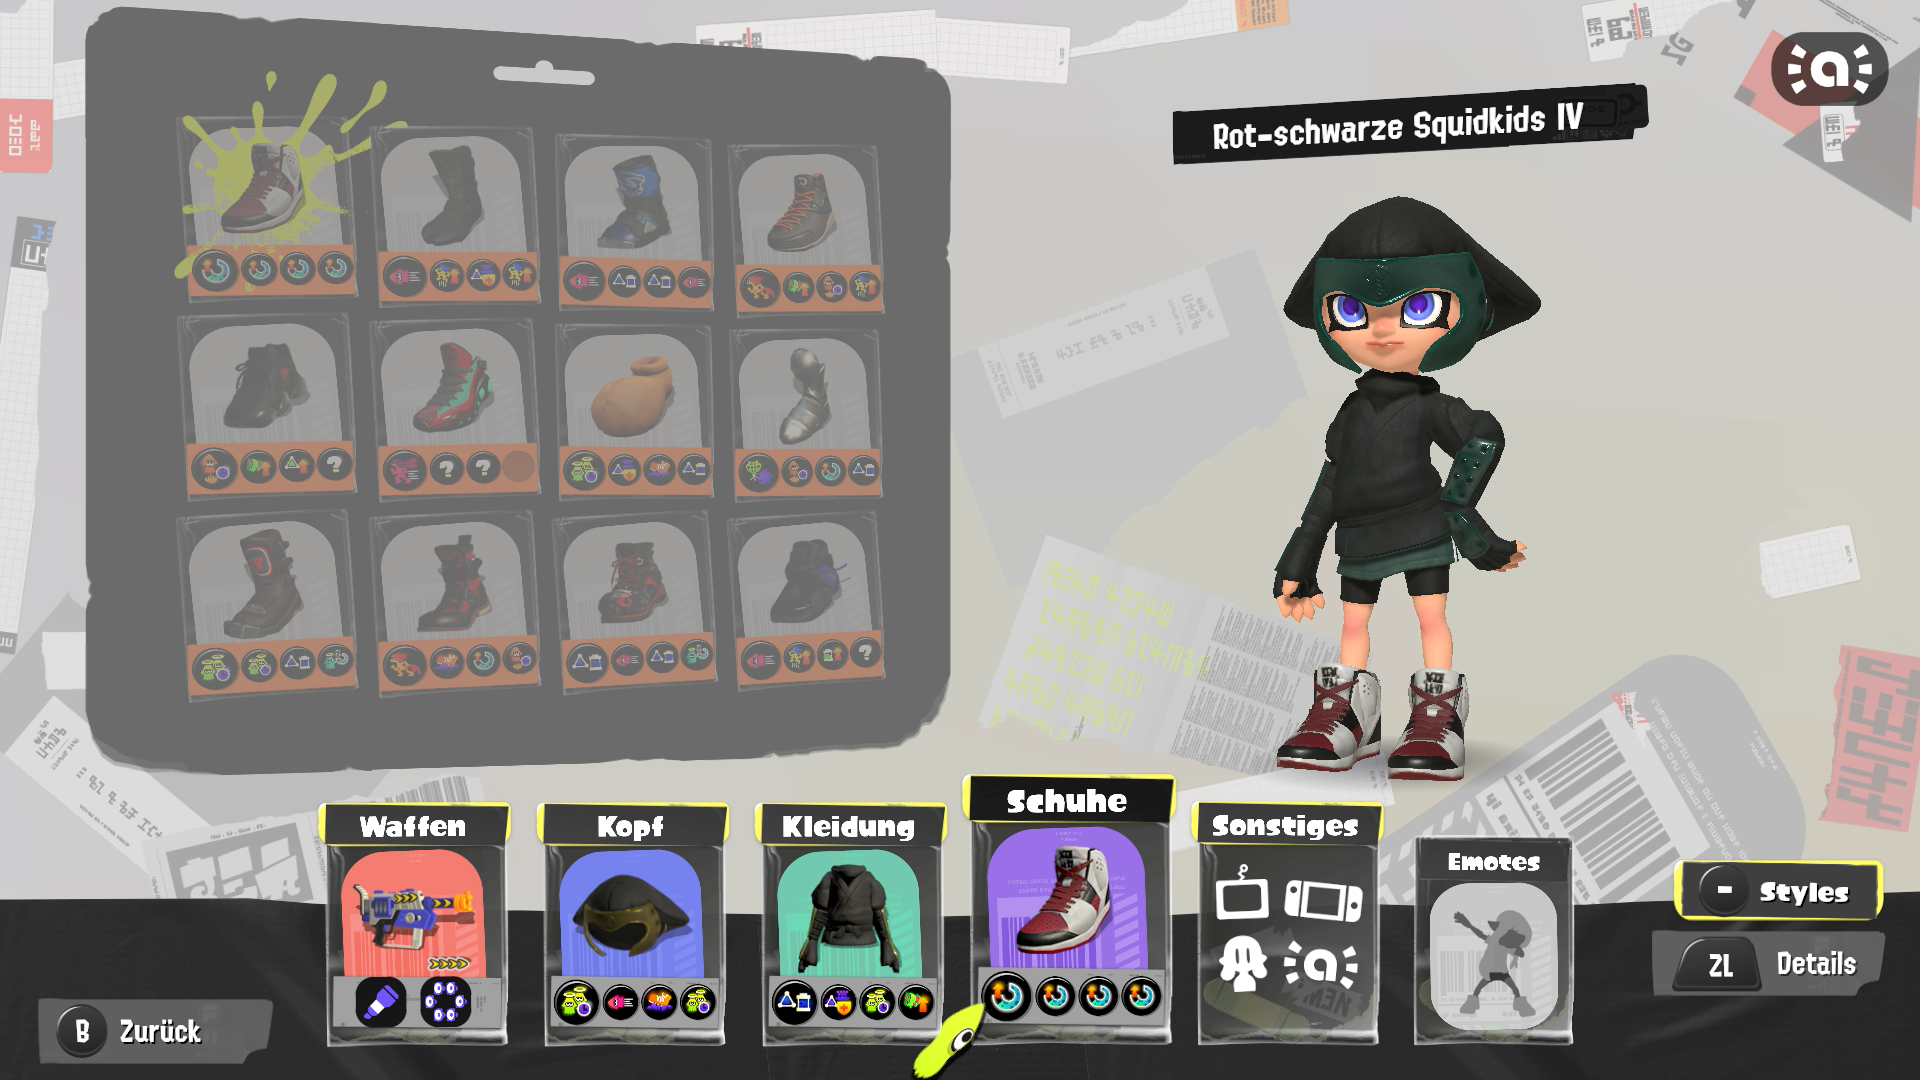 Rot-schwarze Squidkids IV
Waffen
Kopf
Kleidung
Schuhe
Sonstiges
Emotes
- Styles
ZL Details
B Zurück